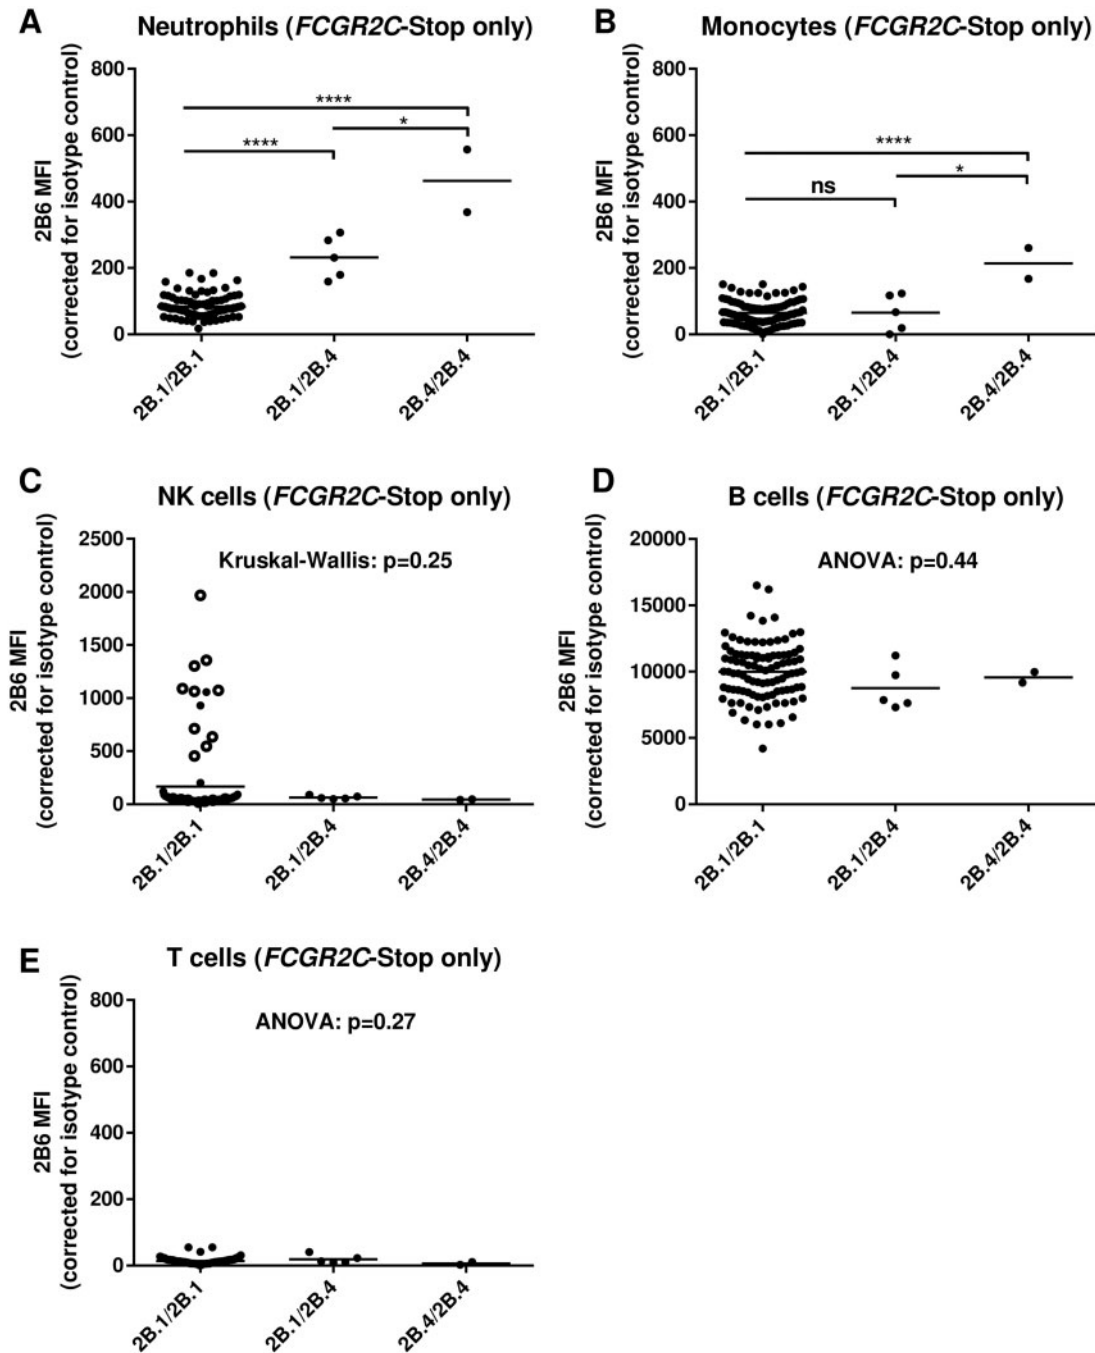 A
Neutrophils (FCGR2C-Stop only)
2B6 MFI
(corrected for isotype control)
800
600
400
200
0
****
*
****
2B.1/2B.1
2B.1/2B.4
2B.4/2B.4
B
Monocytes (FCGR2C-Stop only)
2B6 MFI
(corrected for isotype control)
800
600
400
200
0
****
*
ns
2B.1/2B.1
2B.1/2B.4
2B.4/2B.4
C
NK cells (FCGR2C-Stop only)
2B6 MFI
(corrected for isotype control)
2500
2000
1500
1000
500
0
Kruskal-Wallis: p=0.25
2B.1/2B.1
2B.1/2B.4
2B.4/2B.4
D
B cells (FCGR2C-Stop only)
2B6 MFI
(corrected for isotype control)
20000
15000
10000
5000
0
ANOVA: p=0.44
2B.1/2B.1
2B.1/2B.4
2B.4/2B.4
E
T cells (FCGR2C-Stop only)
2B6 MFI
(corrected for isotype control)
800
600
400
200
0
ANOVA: p=0.27
2B.1/2B.1
2B.1/2B.4
2B.4/2B.4